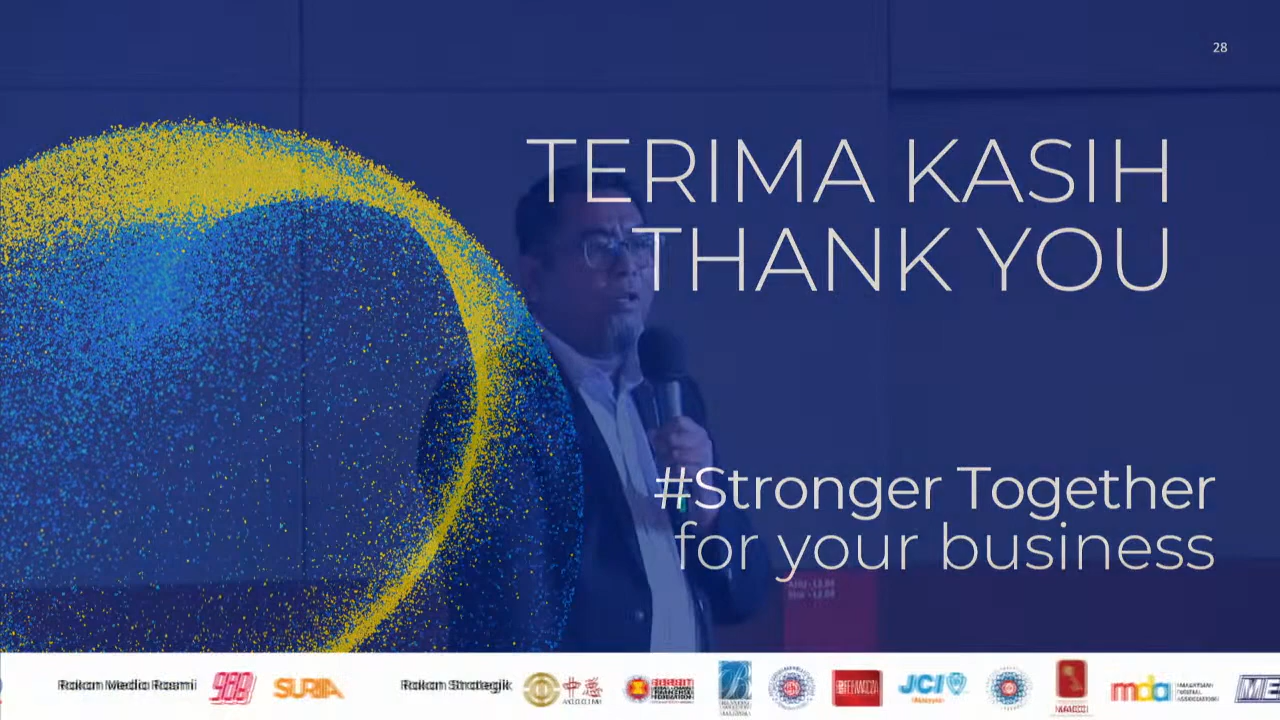 28
TERIMA KASIH
THANK YOU
#Stronger Together
for your business
Rakan Media Rasmi
988
SURIA
Rakan Strategik
JCI
mda